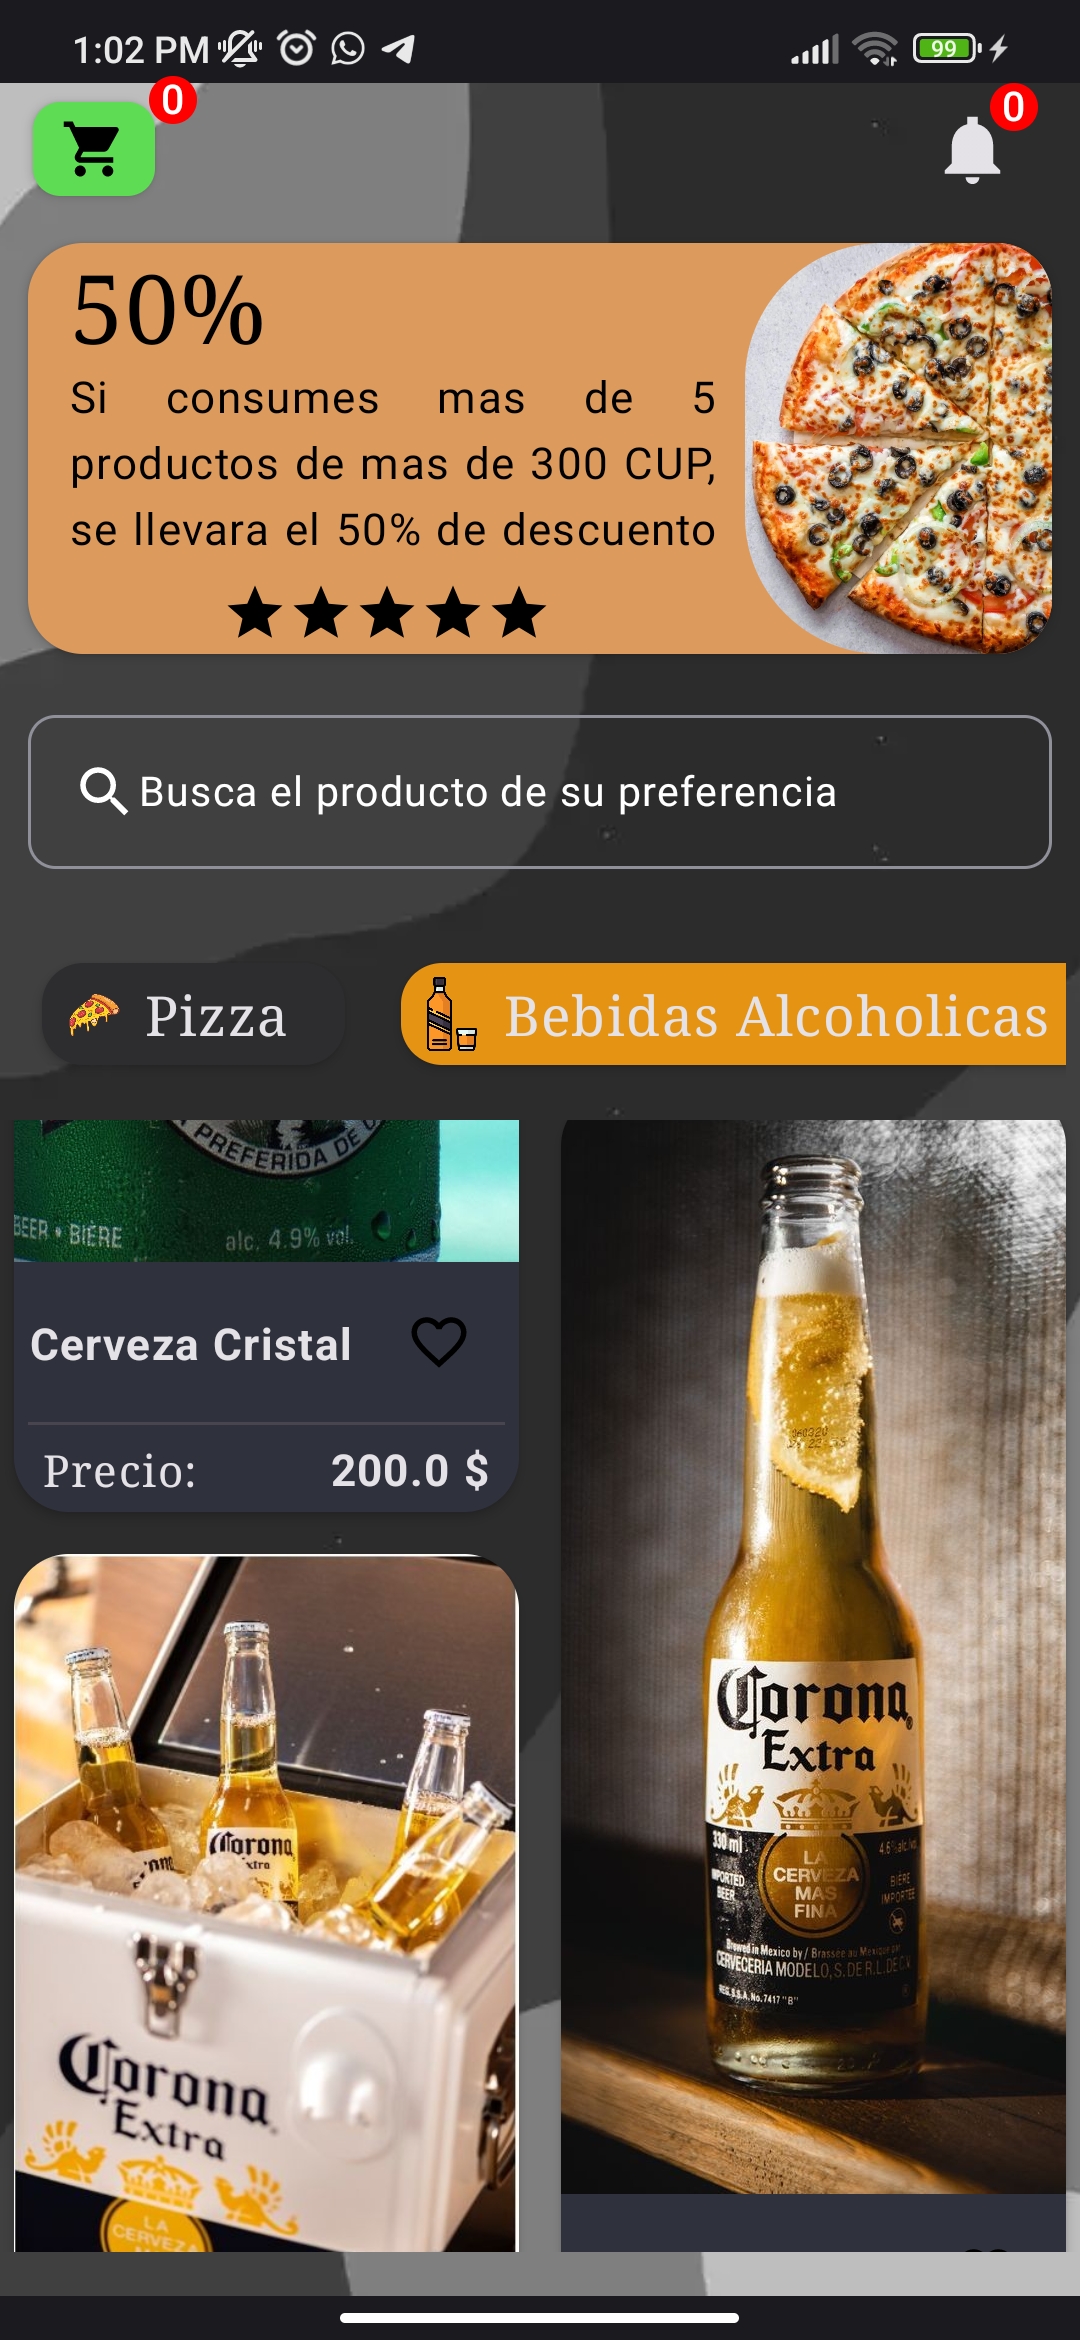 1:02 PM
99
0
0
50%
Si consumes mas de 5
productos de mas de 300 CUP,
se llevara el 50% de descuento
Busca el producto de su preferencia
Pizza
Bebidas Alcoholicas
PREFERIDA DE
BEER • BIÈRE
alc. 4.9% vol.
Cerveza Cristal
Precio:
200.0 $
Corona
Extra
Corona
Extra
LA
CERVEZA
Corona
Extra
330 ml
4.6% alc.
IMPORTED
BEER
LA
CERVEZA
MAS
FINA
BIÈRE
IMPORTÉE
Brewed in Mexico by / Brassée au Mexique par
CERVECERIA MODELO, S. DE R.L. DE C.V.
REG. S.S.A. No. 7417 "B"